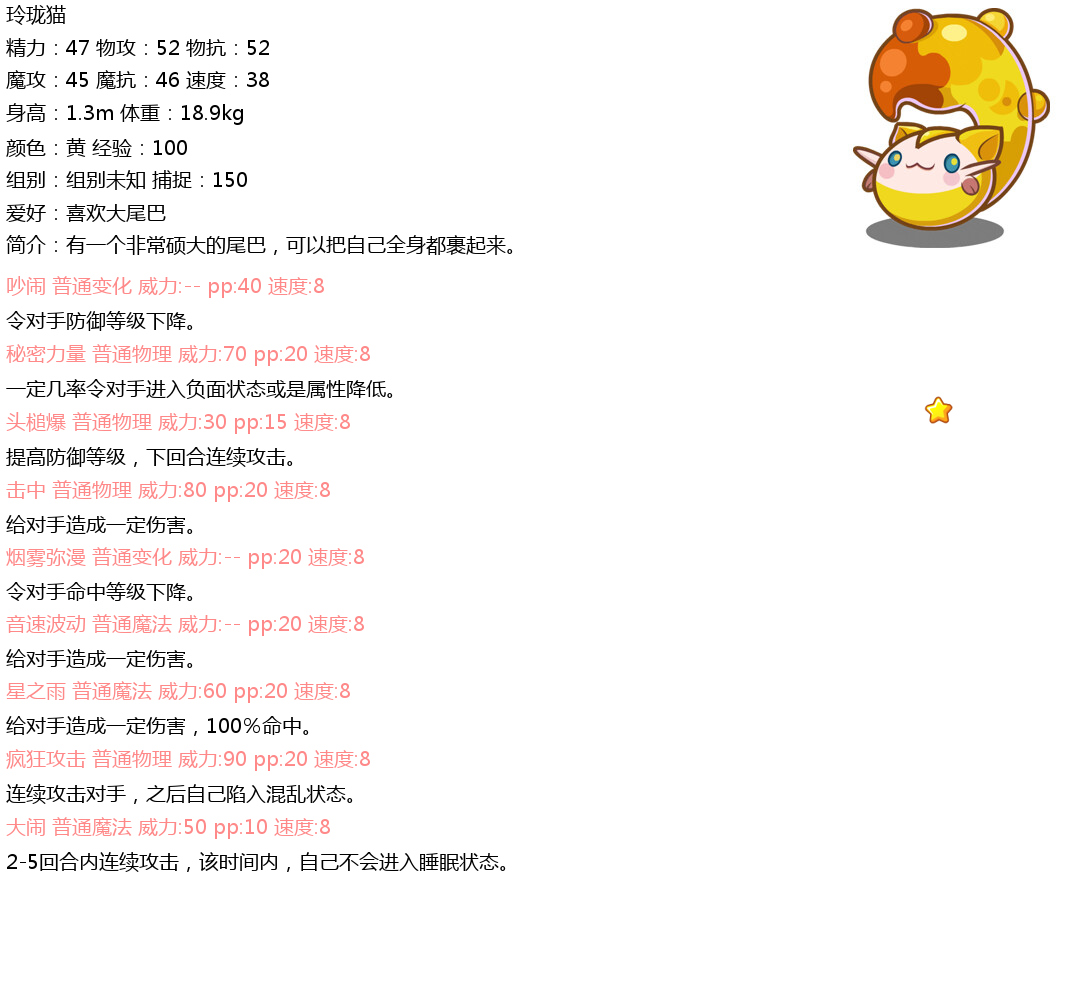 玲珑猫
精力：47 物攻：52 物抗：52
魔攻：45 魔抗：46 速度：38
身高：1.3m 体重：18.9kg
颜色：黄 经验：100
组别：组别未知 捕捉：150
爱好：喜欢大尾巴
简介：有一个非常硕大的尾巴，可以把自己全身都裹起来。
吵闹 普通变化 威力:-- pp:40 速度:8
令对手防御等级下降。
秘密力量 普通物理 威力:70 pp:20 速度:8
一定几率令对手进入负面状态或是属性降低。
头槌爆 普通物理 威力:30 pp:15 速度:8
提高防御等级，下回合连续攻击。
击中 普通物理 威力:80 pp:20 速度:8
给对手造成一定伤害。
烟雾弥漫 普通变化 威力:-- pp:20 速度:8
令对手命中等级下降。
音速波动 普通魔法 威力:-- pp:20 速度:8
给对手造成一定伤害。
星之雨 普通魔法 威力:60 pp:20 速度:8
给对手造成一定伤害，100%命中。
疯狂攻击 普通物理 威力:90 pp:20 速度:8
连续攻击对手，之后自己陷入混乱状态。
大闹 普通魔法 威力:50 pp:10 速度:8
2-5回合内连续攻击，该时间内，自己不会进入睡眠状态。